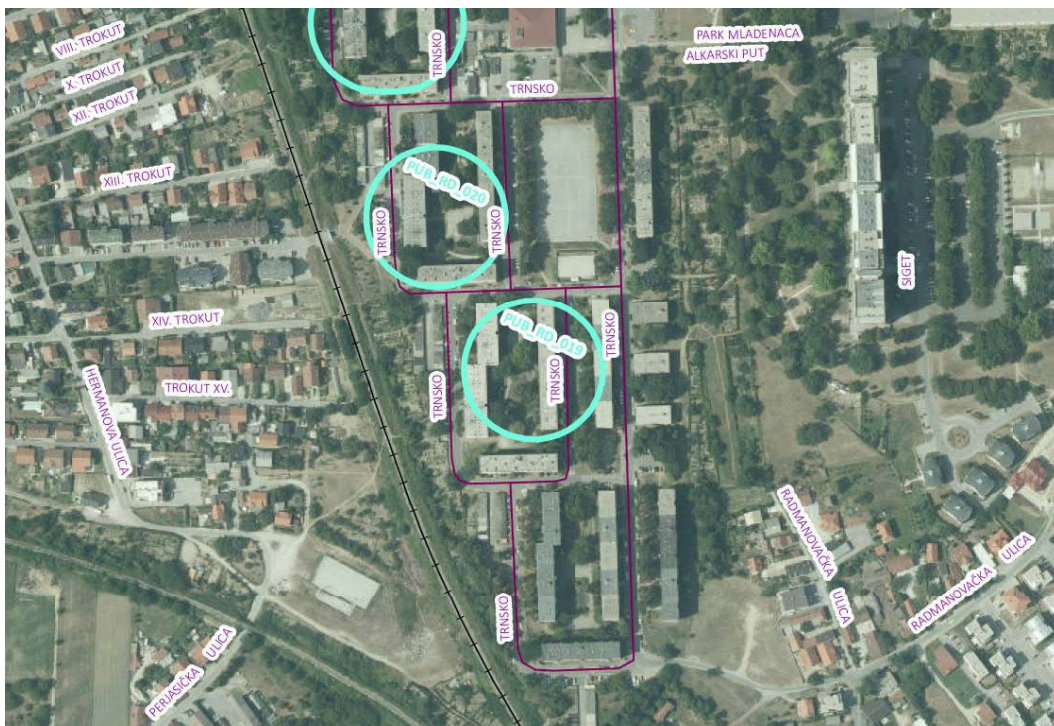 VIII. TROKUT
X. TROKUT
XII. TROKUT
XIII. TROKUT
XIV. TROKUT
TROKUT XV.
HERMANOVA ULICA
PERJASIČKA ULICA
TRNSKO
TRNSKO
PARK MLADENACA
ALKARSKI PUT
PUB_RD_020
TRNSKO
TRNSKO
SIGET
PUB_RD_019
TRNSKO
TRNSKO
TRNSKO
TRNSKO
RADMANOVAČKA ULICA
RADMANOVAČKA ULICA